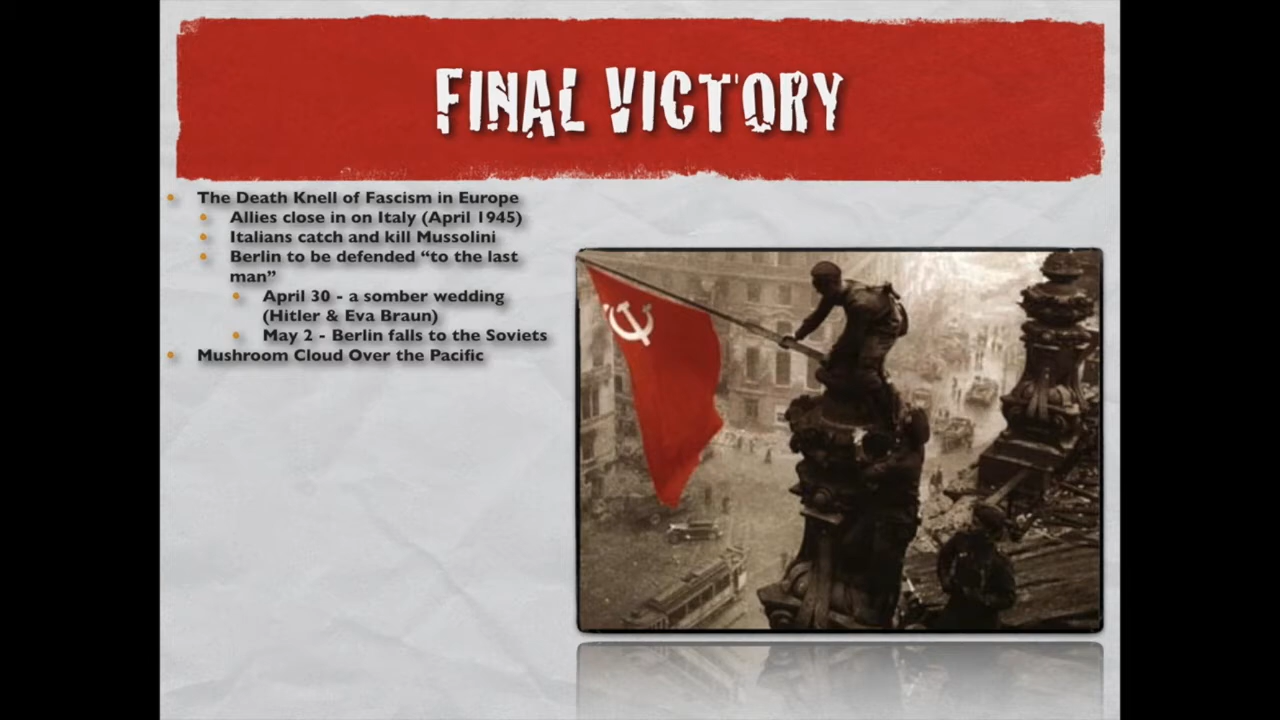 FINAL VICTORY
The Death Knell of Fascism in Europe
Allies close in on Italy (April 1945)
Italians catch and kill Mussolini
Berlin to be defended “to the last
man”
April 30 - a somber wedding
(Hitler & Eva Braun)
May 2 - Berlin falls to the Soviets
Mushroom Cloud Over the Pacific